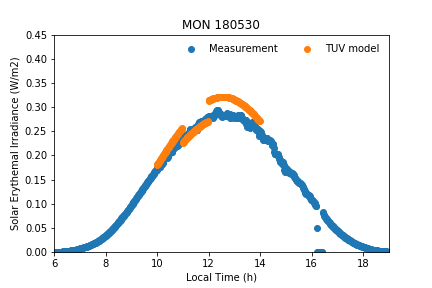 MON 180530
Solar Erythemal Irradiance (W/m2)
0.45
0.40
0.35
0.30
0.25
0.20
0.15
0.10
0.05
0.00
Measurement TUV model
6 8 10 12 14 16 18
Local Time (h)